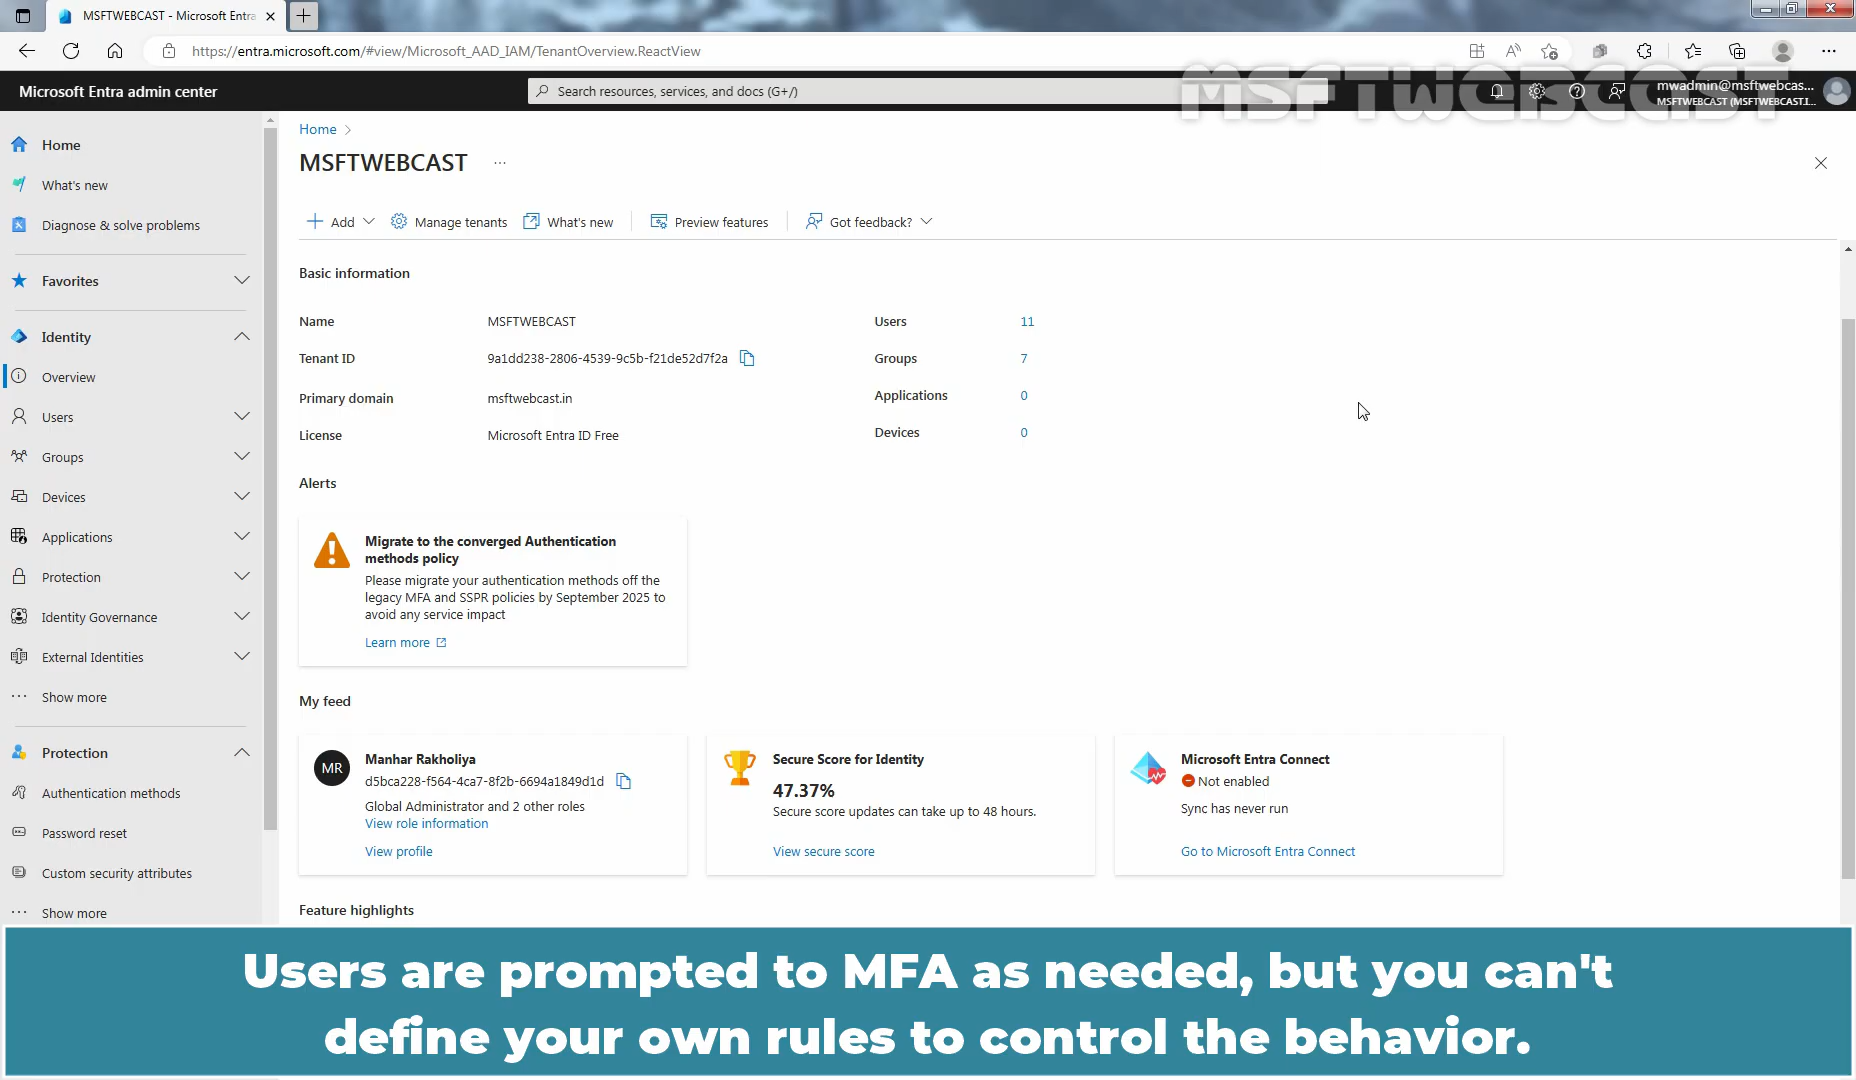 MSFTWEBCAST - Microsoft Entra
https://entra.microsoft.com/#view/Microsoft_AAD_IAM/TenantOverview.ReactView
MSFTWEBCAST
Microsoft Entra admin center
Search resources, services, and docs (G+/)
mwadmin@msftwebcas...
MSFTWEBCAST (MSFTWEBCAST.I...
Home
What's new
Diagnose & solve problems
Favorites
Identity
Overview
Users
Groups
Devices
Applications
Protection
Identity Governance
External Identities
Show more
Protection
Authentication methods
Password reset
Custom security attributes
Show more
Home
MSFTWEBCAST
Add
Manage tenants
What's new
Preview features
Got feedback?
Basic information
Name MSFTWEBCAST Users 11
Tenant ID 9a1dd238-2806-4539-9c5b-f21de52d7f2a Groups 7
Primary domain msftwebcast.in Applications 0
License Microsoft Entra ID Free Devices 0
Alerts
Migrate to the converged Authentication
methods policy
Please migrate your authentication methods off the
legacy MFA and SSPR policies by September 2025 to
avoid any service impact
Learn more
My feed
MR
Manhar Rakholiya
d5bca228-f564-4ca7-8f2b-6694a1849d1d
Global Administrator and 2 other roles
View role information
View profile
Secure Score for Identity
47.37%
Secure score updates can take up to 48 hours.
View secure score
Microsoft Entra Connect
Not enabled
Sync has never run
Go to Microsoft Entra Connect
Feature highlights
Users are prompted to MFA as needed, but you can't
define your own rules to control the behavior.